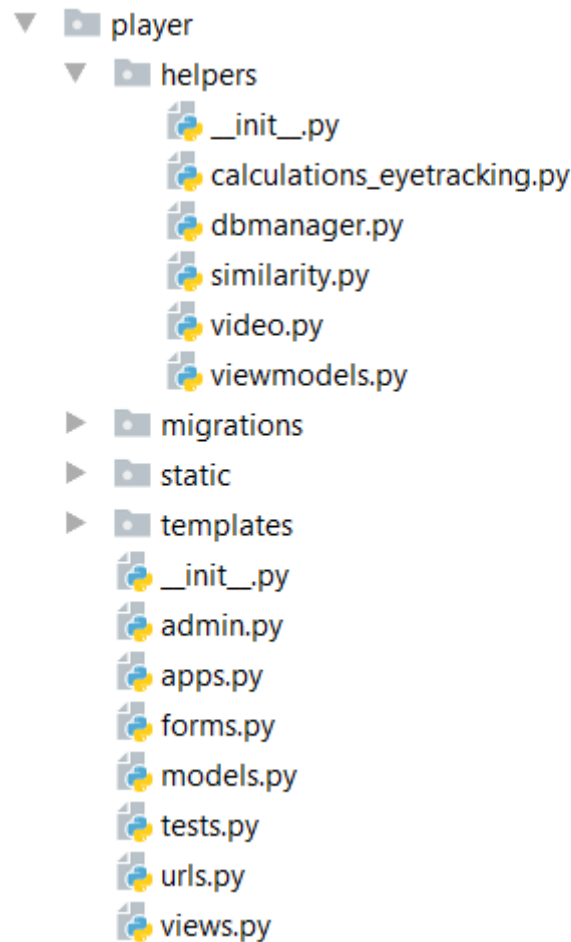 player
helpers
__init__.py
calculations_eyetracking.py
dbmanager.py
similarity.py
video.py
viewmodels.py
migrations
static
templates
__init__.py
admin.py
apps.py
forms.py
models.py
tests.py
urls.py
views.py